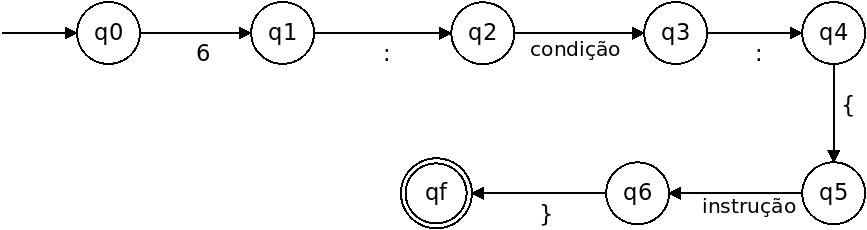 q0 q1 q2 q3 q4
6 : condição :
{
qf q6 q5
} instrução